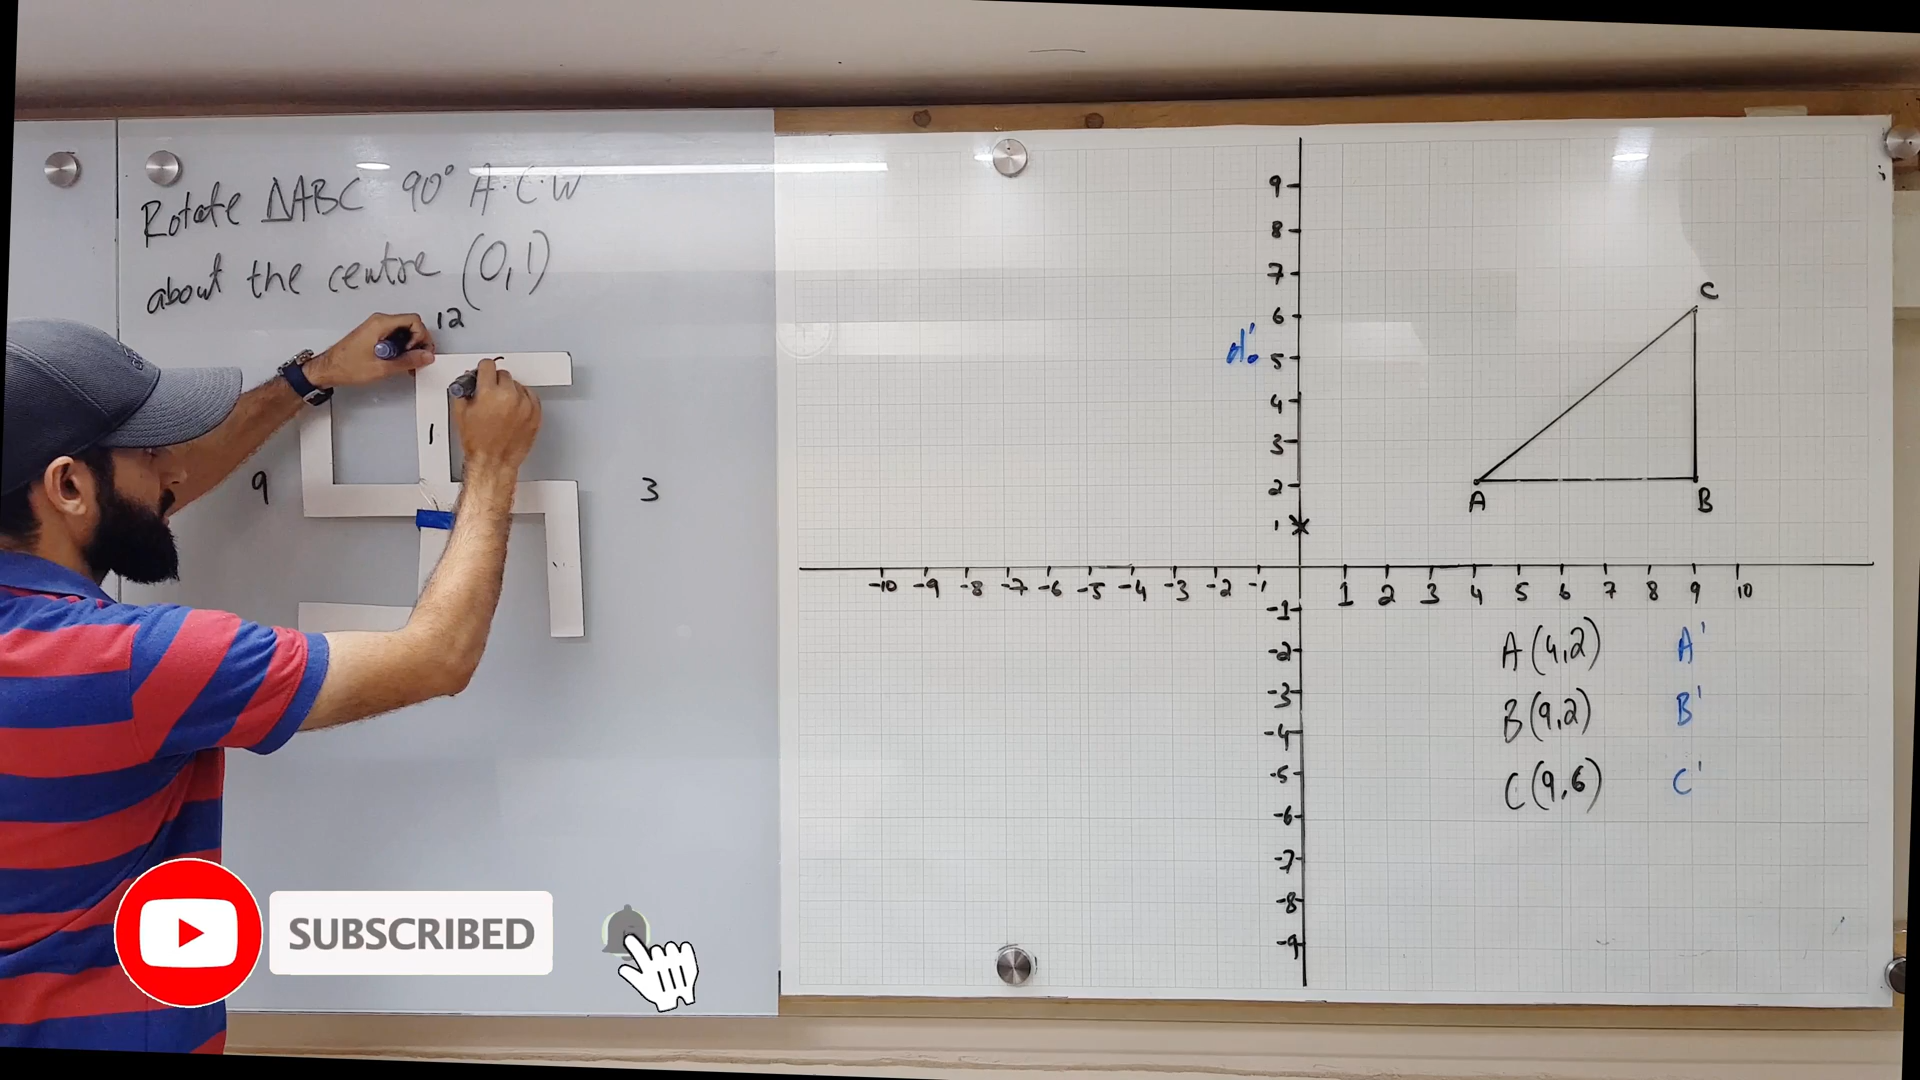 Rotate △ABC 90° A.C.W
about the centre (0,1)
12
9
1
3
SUBSCRIBED
9
8
7
6
5
4
3
2
1
A'
C
A
B
-10 -9 -8 -7 -6 -5 -4 -3 -2 -1 1 2 3 4 5 6 7 8 9 10
-1
-2
-3
-4
-5
-6
-7
-8
-9
A(4,2) A'
B(9,2) B'
C(9,6) C'